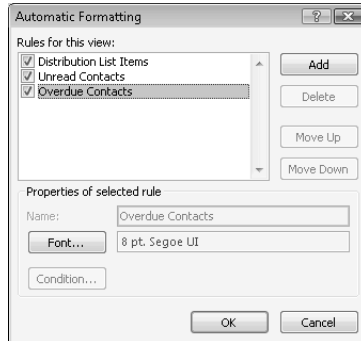 Automatic Formatting
Rules for this view:
Distribution List Items
Unread Contacts
Overdue Contacts
Add
Delete
Move Up
Move Down
Properties of selected rule
Name:
Overdue Contacts
Font...
8 pt. Segoe UI
Condition...
OK
Cancel